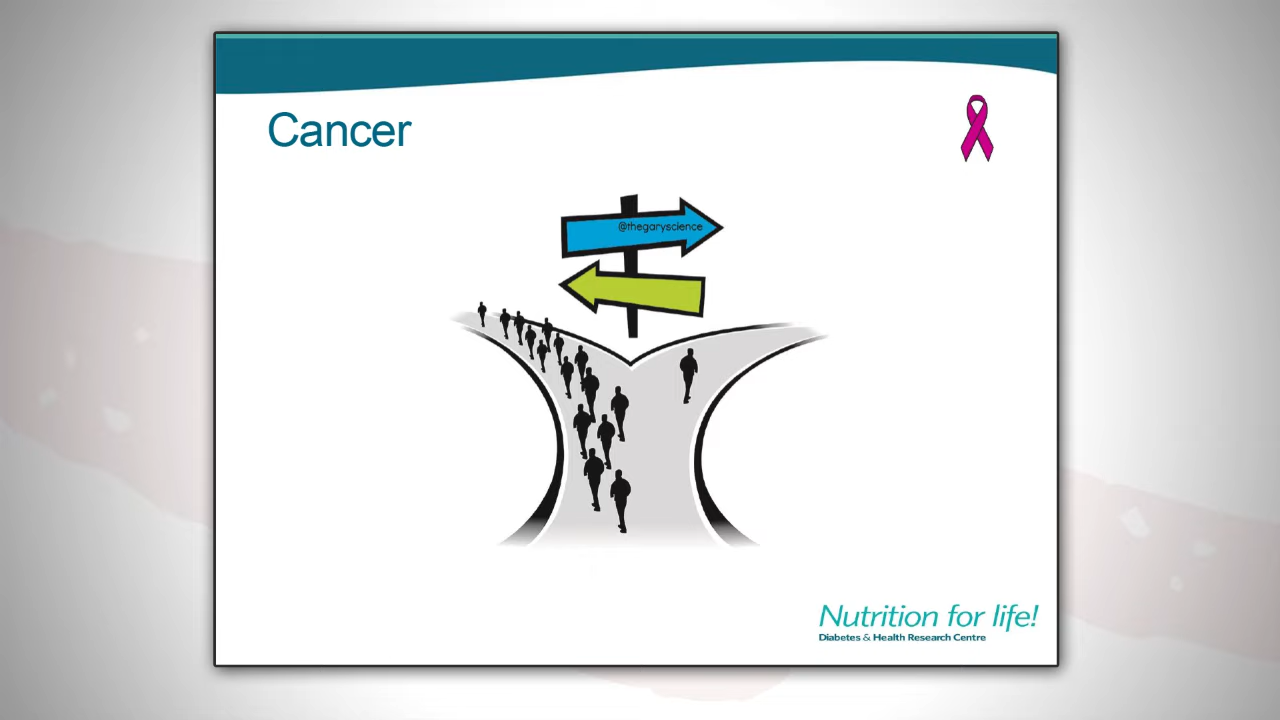 Cancer
@thegaryscience
Nutrition for life!
Diabetes & Health Research Centre